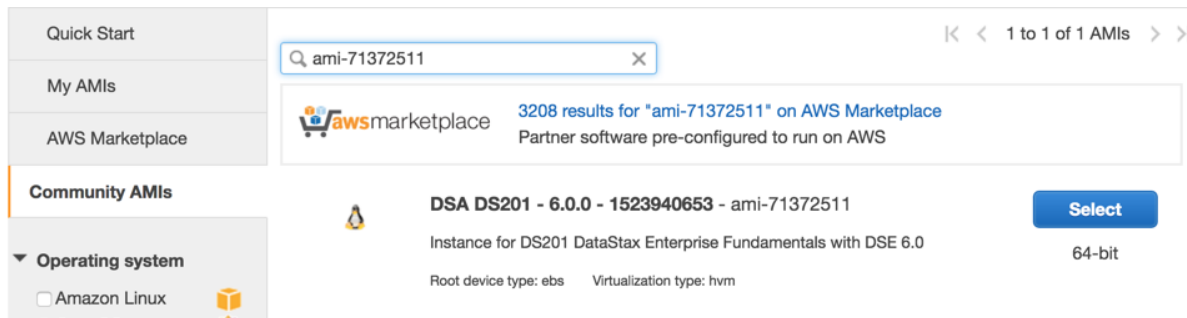 Quick Start
My AMIs
AWS Marketplace
Community AMIs
Operating system
Amazon Linux
1 to 1 of 1 AMIs
ami-71372511
awsmarketplace
3208 results for "ami-71372511" on AWS Marketplace
Partner software pre-configured to run on AWS
DSA DS201 - 6.0.0 - 1523940653 - ami-71372511
Select
Instance for DS201 DataStax Enterprise Fundamentals with DSE 6.0
64-bit
Root device type: ebs Virtualization type: hvm